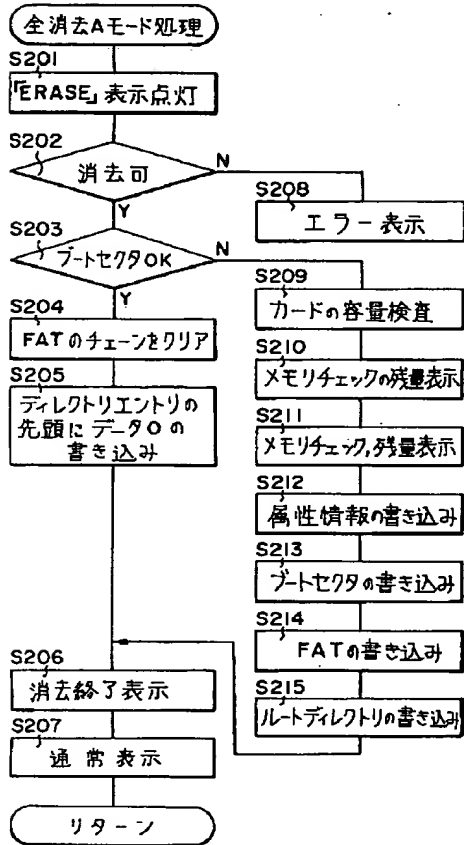 全消去Aモード処理
S201
「ERASE」表示点灯
S202
消去可
N
Y
S208
エラー表示
S203
ブートセクタOK
N
Y
S204
FATのチェーンをクリア
S205
ディレクトリエントリの
先頭にデータ0の
書き込み
S209
カードの容量検査
S210
メモリチェックの残量表示
S211
メモリチェック,残量表示
S212
属性情報の書き込み
S213
ブートセクタの書き込み
S214
FATの書き込み
S215
ルートディレクトリの書き込み
S206
消去終了表示
S207
通常表示
リターン